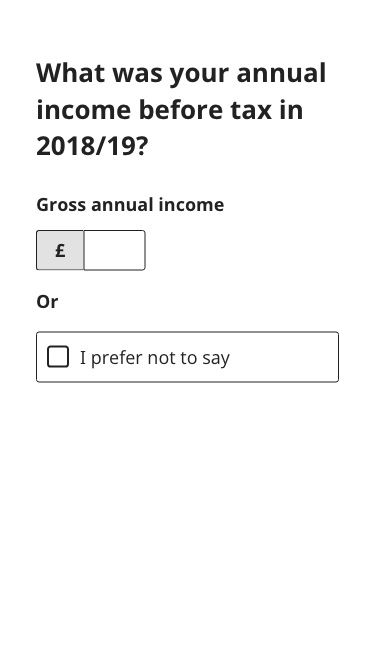 What was your annual
income before tax in
2018/19?
Gross annual income
£
Or
I prefer not to say